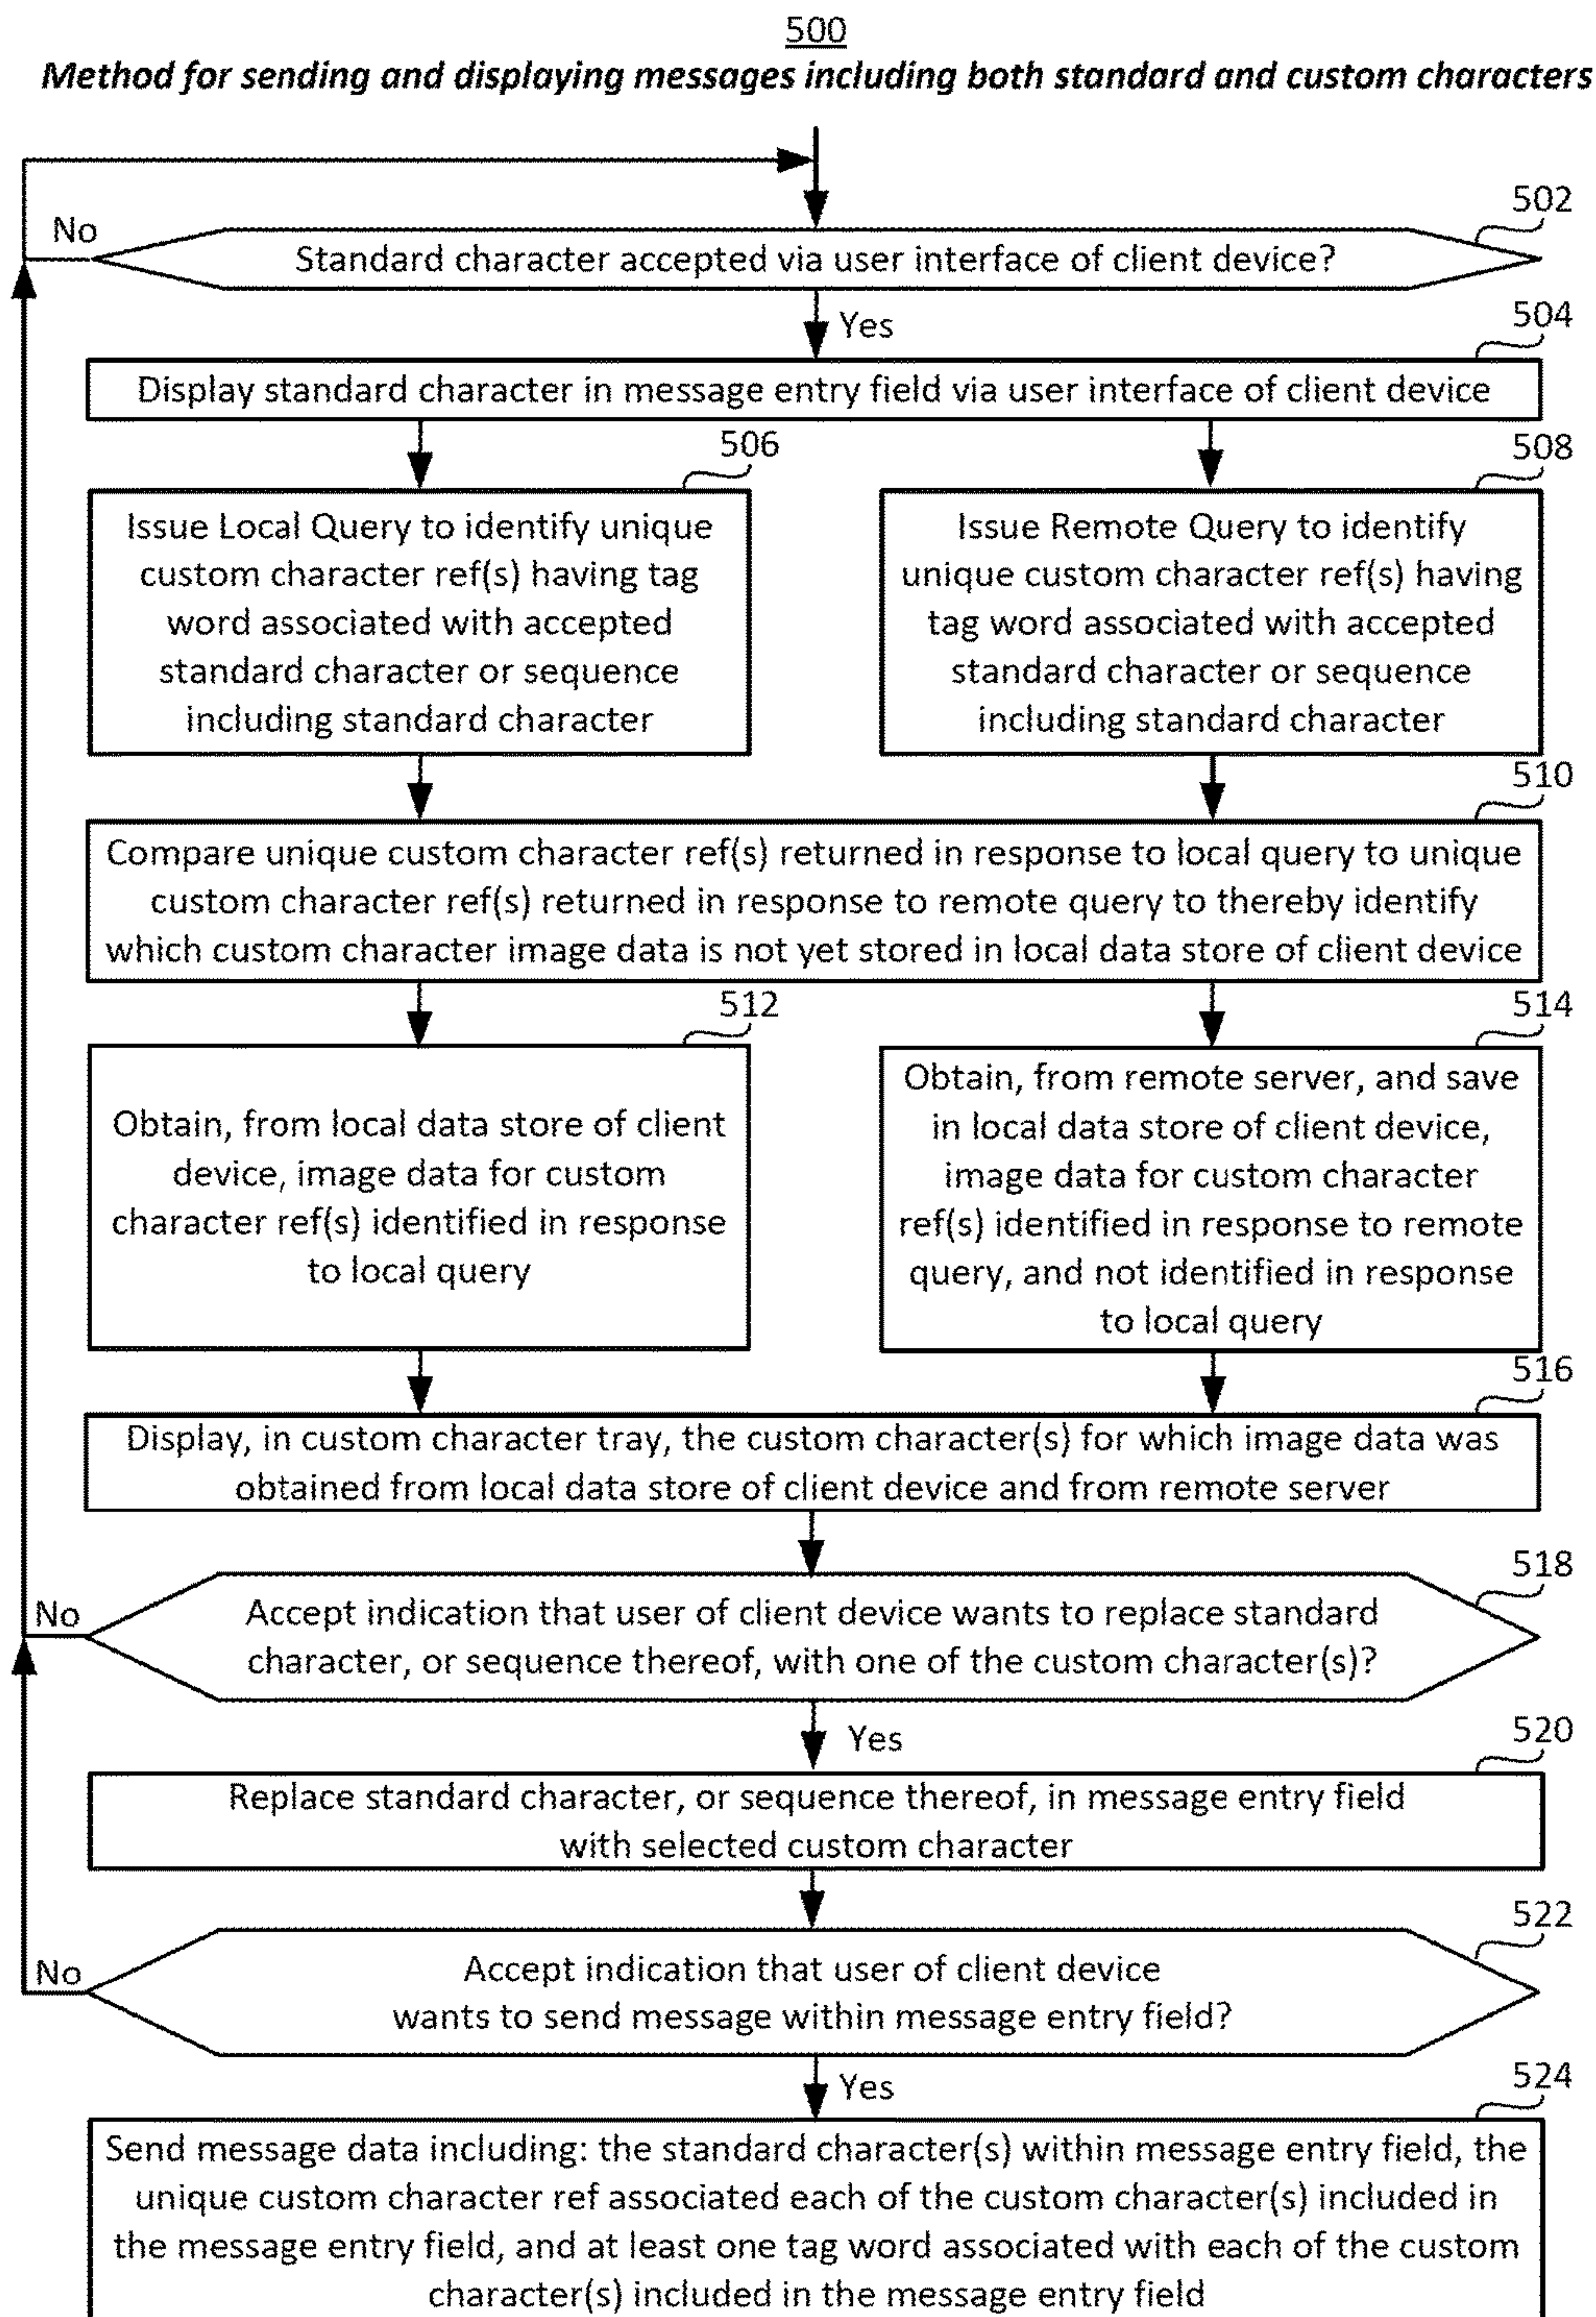 500
Method for sending and displaying messages including both standard and custom characters
502
No
Standard character accepted via user interface of client device?
Yes
504
Display standard character in message entry field via user interface of client device
506
Issue Local Query to identify unique
custom character ref(s) having tag
word associated with accepted
standard character or sequence
including standard character
508
Issue Remote Query to identify
unique custom character ref(s) having
tag word associated with accepted
standard character or sequence
including standard character
510
Compare unique custom character ref(s) returned in response to local query to unique
custom character ref(s) returned in response to remote query to thereby identify
which custom character image data is not yet stored in local data store of client device
512
Obtain, from local data store of client
device, image data for custom
character ref(s) identified in response
to local query
514
Obtain, from remote server, and save
in local data store of client device,
image data for custom character
ref(s) identified in response to remote
query, and not identified in response
to local query
516
Display, in custom character tray, the custom character(s) for which image data was
obtained from local data store of client device and from remote server
518
No
Accept indication that user of client device wants to replace standard
character, or sequence thereof, with one of the custom character(s)?
Yes
520
Replace standard character, or sequence thereof, in message entry field
with selected custom character
522
No
Accept indication that user of client device
wants to send message within message entry field?
Yes
524
Send message data including: the standard character(s) within message entry field, the
unique custom character ref associated each of the custom character(s) included in
the message entry field, and at least one tag word associated with each of the custom
character(s) included in the message entry field